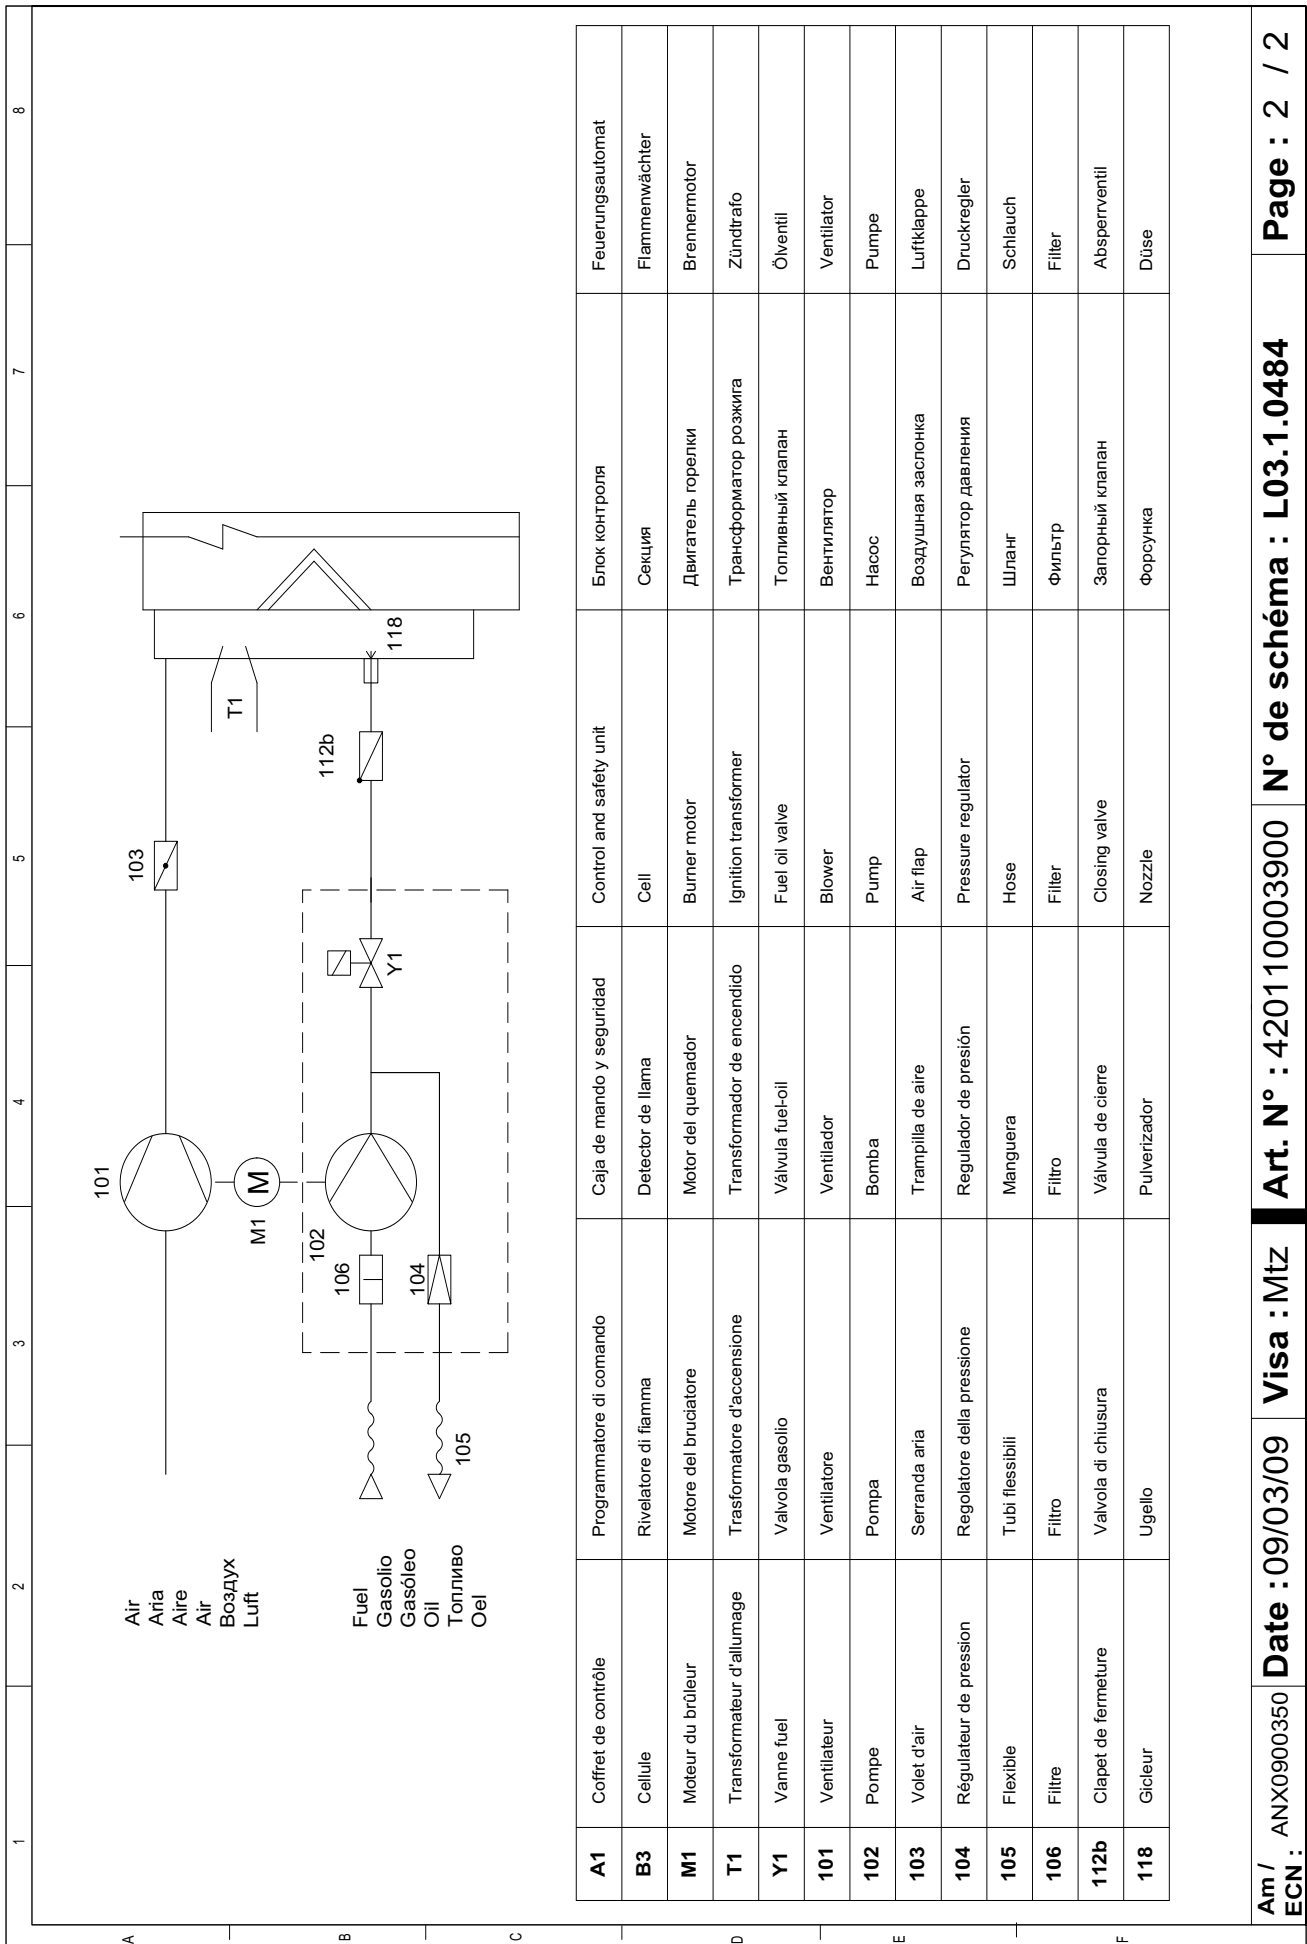 1 2 3 4 5 6 7 8
A
B
C
D
E
F
Air
Aria
Aire
Air
Воздух
Luft
Fuel
Gasolio
Gasóleo
Oil
Топливо
Oel
101
103
M
M1
T1
102
106
104
105
Y1
112b
118
A1 Coffret de contrôle Programmatore di comando Caja de mando y seguridad Control and safety unit Блок контроля Feuerungsautomat
B3 Cellule Rivelatore di fiamma Detector de llama Cell Секция Flammenwächter
M1 Moteur du brûleur Motore del bruciatore Motor del quemador Burner motor Двигатель горелки Brennermotor
T1 Transformateur d'allumage Trasformatore d'accensione Transformador de encendido Ignition transformer Трансформатор розжига Zündtrafo
Y1 Vanne fuel Valvola gasolio Válvula fuel-oil Fuel oil valve Топливный клапан Ölventil
101 Ventilateur Ventilatore Ventilador Blower Вентилятор Ventilator
102 Pompe Pompa Bomba Pump Насос Pumpe
103 Volet d'air Serranda aria Trampilla de aire Air flap Воздушная заслонка Luftklappe
104 Régulateur de pression Regolatore della pressione Regulador de presión Pressure regulator Регулятор давления Druckregler
105 Flexible Tubi flessibili Manguera Hose Шланг Schlauch
106 Filtre Filtro Filtro Filter Фильтр Filter
112b Clapet de fermeture Valvola di chiusura Válvula de cierre Closing valve Запорный клапан Absperrventil
118 Gicleur Ugello Pulverizador Nozzle Форсунка Düse
Am / ECN : ANX0900350 Date : 09/03/09 Visa : Mtz Art. N° : 420110003900 N° de schéma : L03.1.0484 Page : 2 / 2